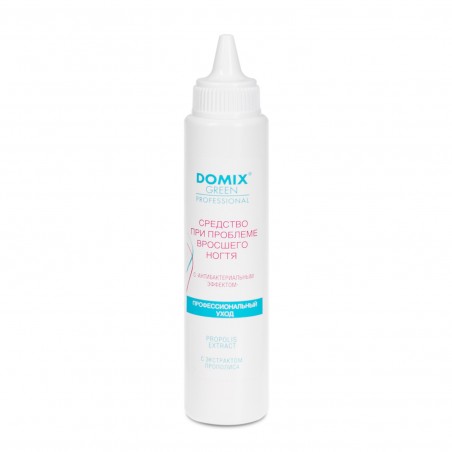 DOMIX®
GREEN
PROFESSIONAL
СРЕДСТВО
ПРИ ПРОБЛЕМЕ
ВРОСШЕГО
НОГТЯ
С АНТИБАКТЕРИАЛЬНЫМ
ЭФФЕКТОМ
ПРОФЕССИОНАЛЬНЫЙ
УХОД
PROPOLIS
EXTRACT
С ЭКСТРАКТОМ
ПРОПОЛИСА